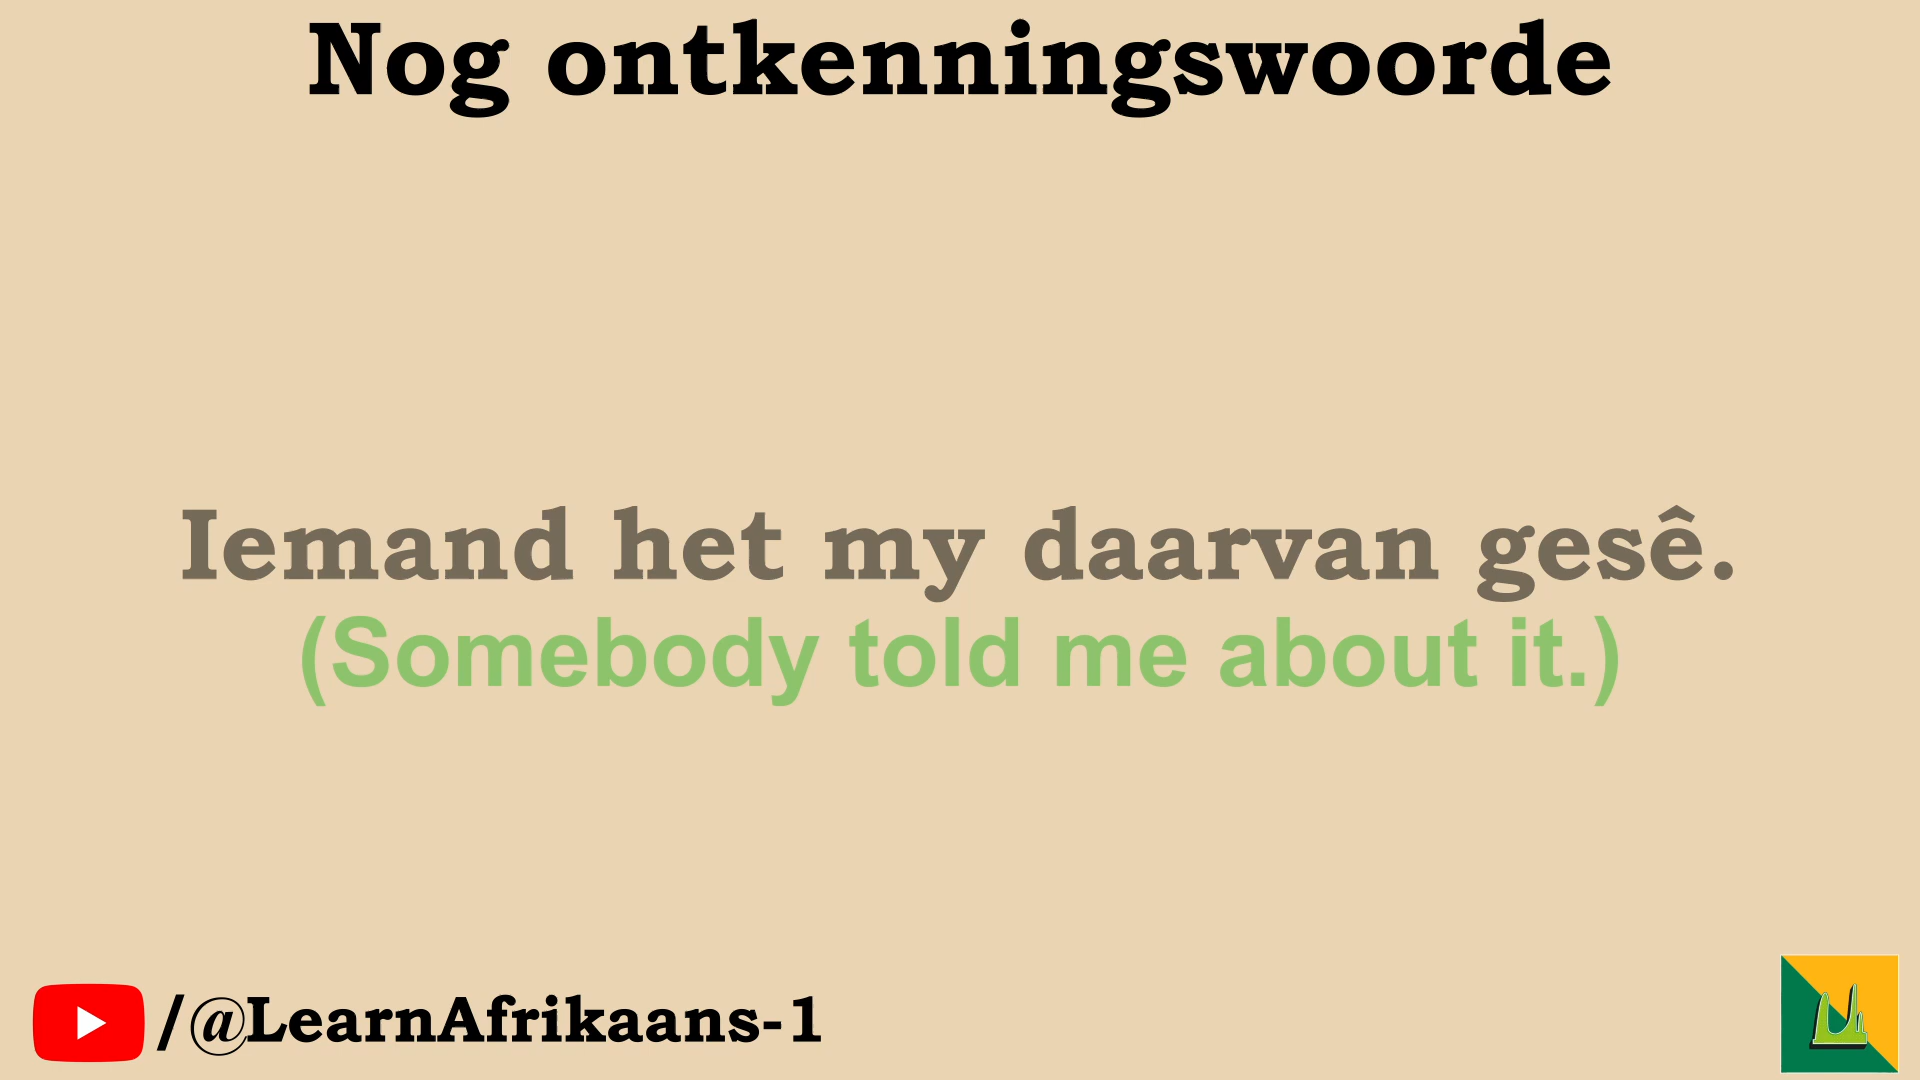 Nog ontkenningswoorde
Iemand het my daarvan gesê.
(Somebody told me about it.)
/@LearnAfrikaans-1